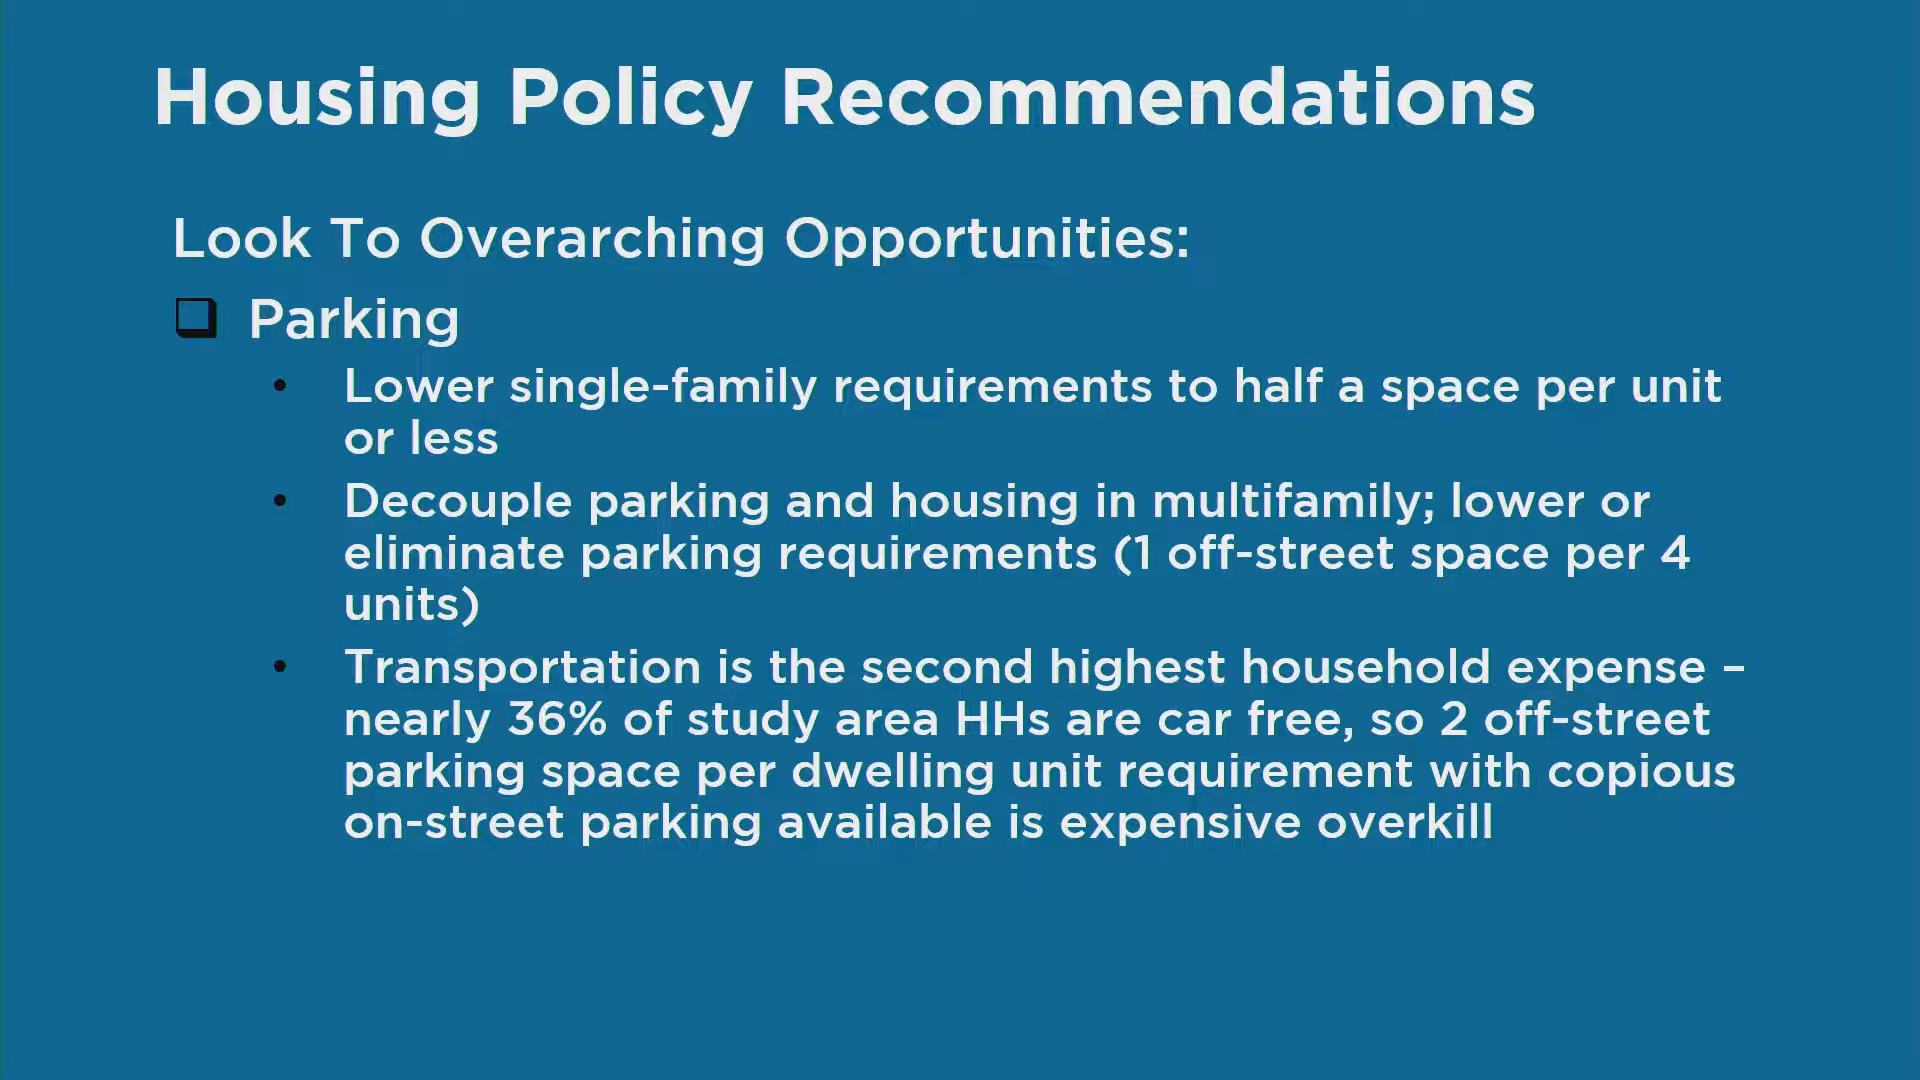 Housing Policy Recommendations
Look To Overarching Opportunities:
Parking
Lower single-family requirements to half a space per unit
or less
Decouple parking and housing in multifamily; lower or
eliminate parking requirements (1 off-street space per 4
units)
Transportation is the second highest household expense –
nearly 36% of study area HHs are car free, so 2 off-street
parking space per dwelling unit requirement with copious
on-street parking available is expensive overkill